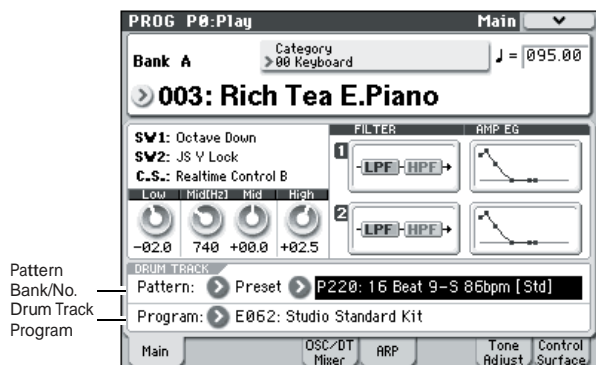 PROG P0:Play
Main
Bank A
Category
00 Keyboard
♩ = 095.00
003: Rich Tea E.Piano
SW1: Octave Down
SW2: JS Y Lock
C.S.: Realtime Control B
Low Mid[Hz] Mid High
-02.0 740 +00.0 +02.5
FILTER
AMP EG
1
LPF HPF
2
LPF HPF
DRUM TRACK
Pattern: Preset P220: 16 Beat 9-S 86bpm [Std]
Program: E062: Studio Standard Kit
Main
OSC/DT Mixer
ARP
Tone Adjust
Control Surface
Pattern
Bank/No.
Drum Track
Program